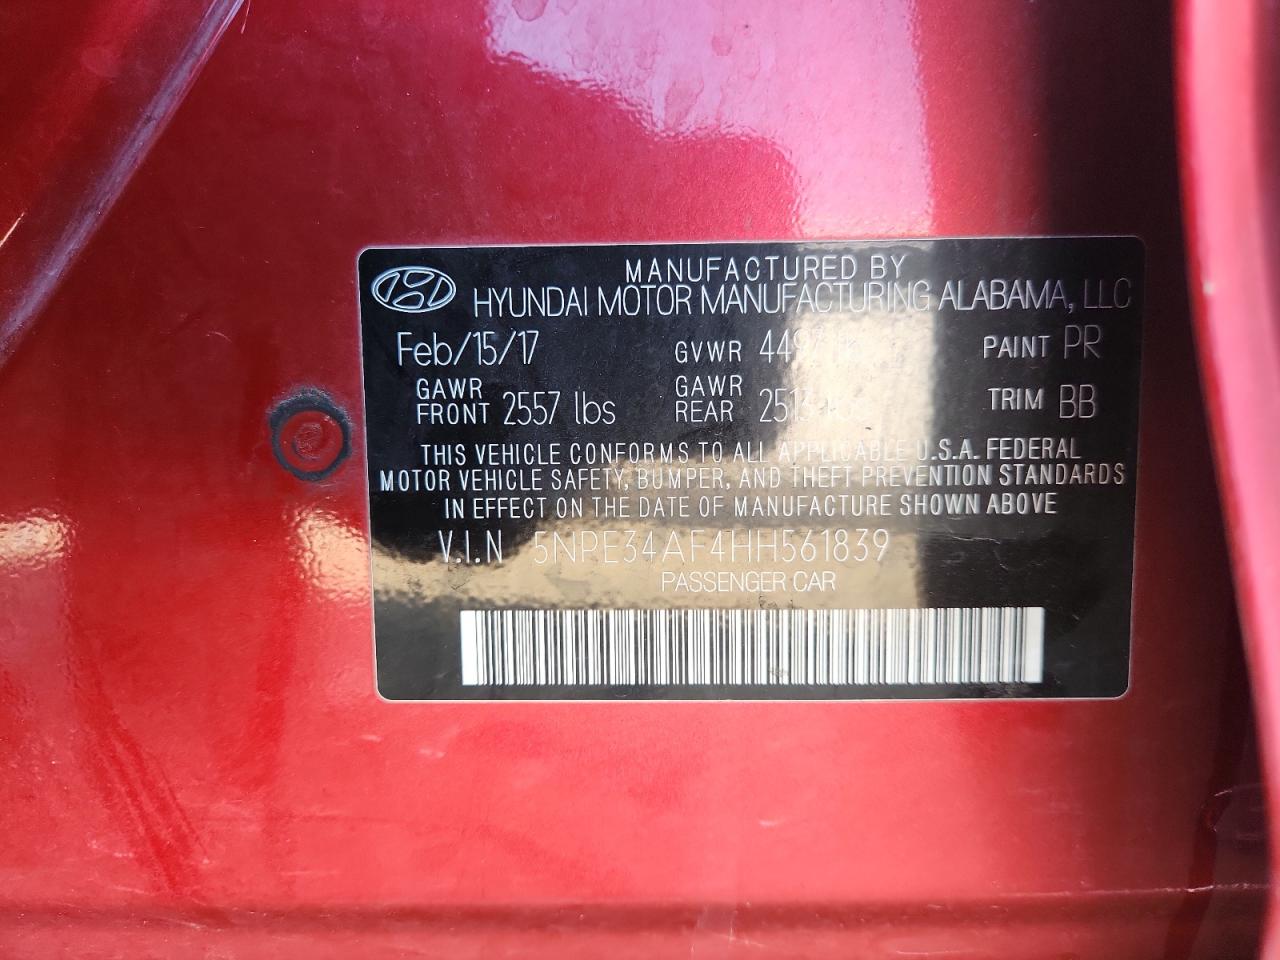 MANUFACTURED BY
HYUNDAI MOTOR MANUFACTURING ALABAMA, LLC
Feb/15/17 GVWR 4497 PAINT PR
GAWR FRONT 2557 lbs GAWR REAR 2513 TRIM BB
THIS VEHICLE CONFORMS TO ALL APPLICABLE U.S.A. FEDERAL
MOTOR VEHICLE SAFETY, BUMPER, AND THEFT PREVENTION STANDARDS
IN EFFECT ON THE DATE OF MANUFACTURE SHOWN ABOVE
V.I.N 5NPE34AF4HH561839
PASSENGER CAR